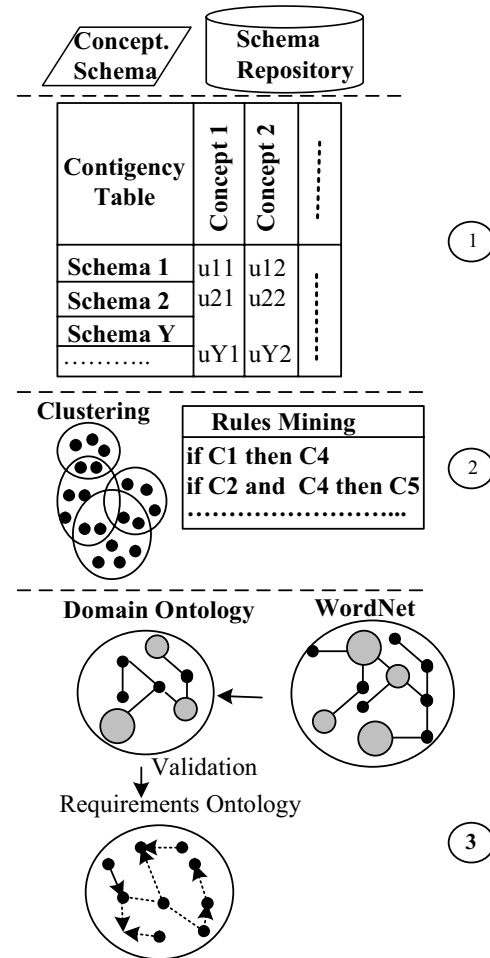 Concept.
Schema
Schema
Repository
Contigency
Table
Concept 1
Concept 2
1
Schema 1
u11 u12
Schema 2
u21 u22
Schema Y
uY1 uY2
………..
Clustering
Rules Mining
if C1 then C4
if C2 and C4 then C5
……………………...
2
Domain Ontology
WordNet
Validation
Requirements Ontology
3